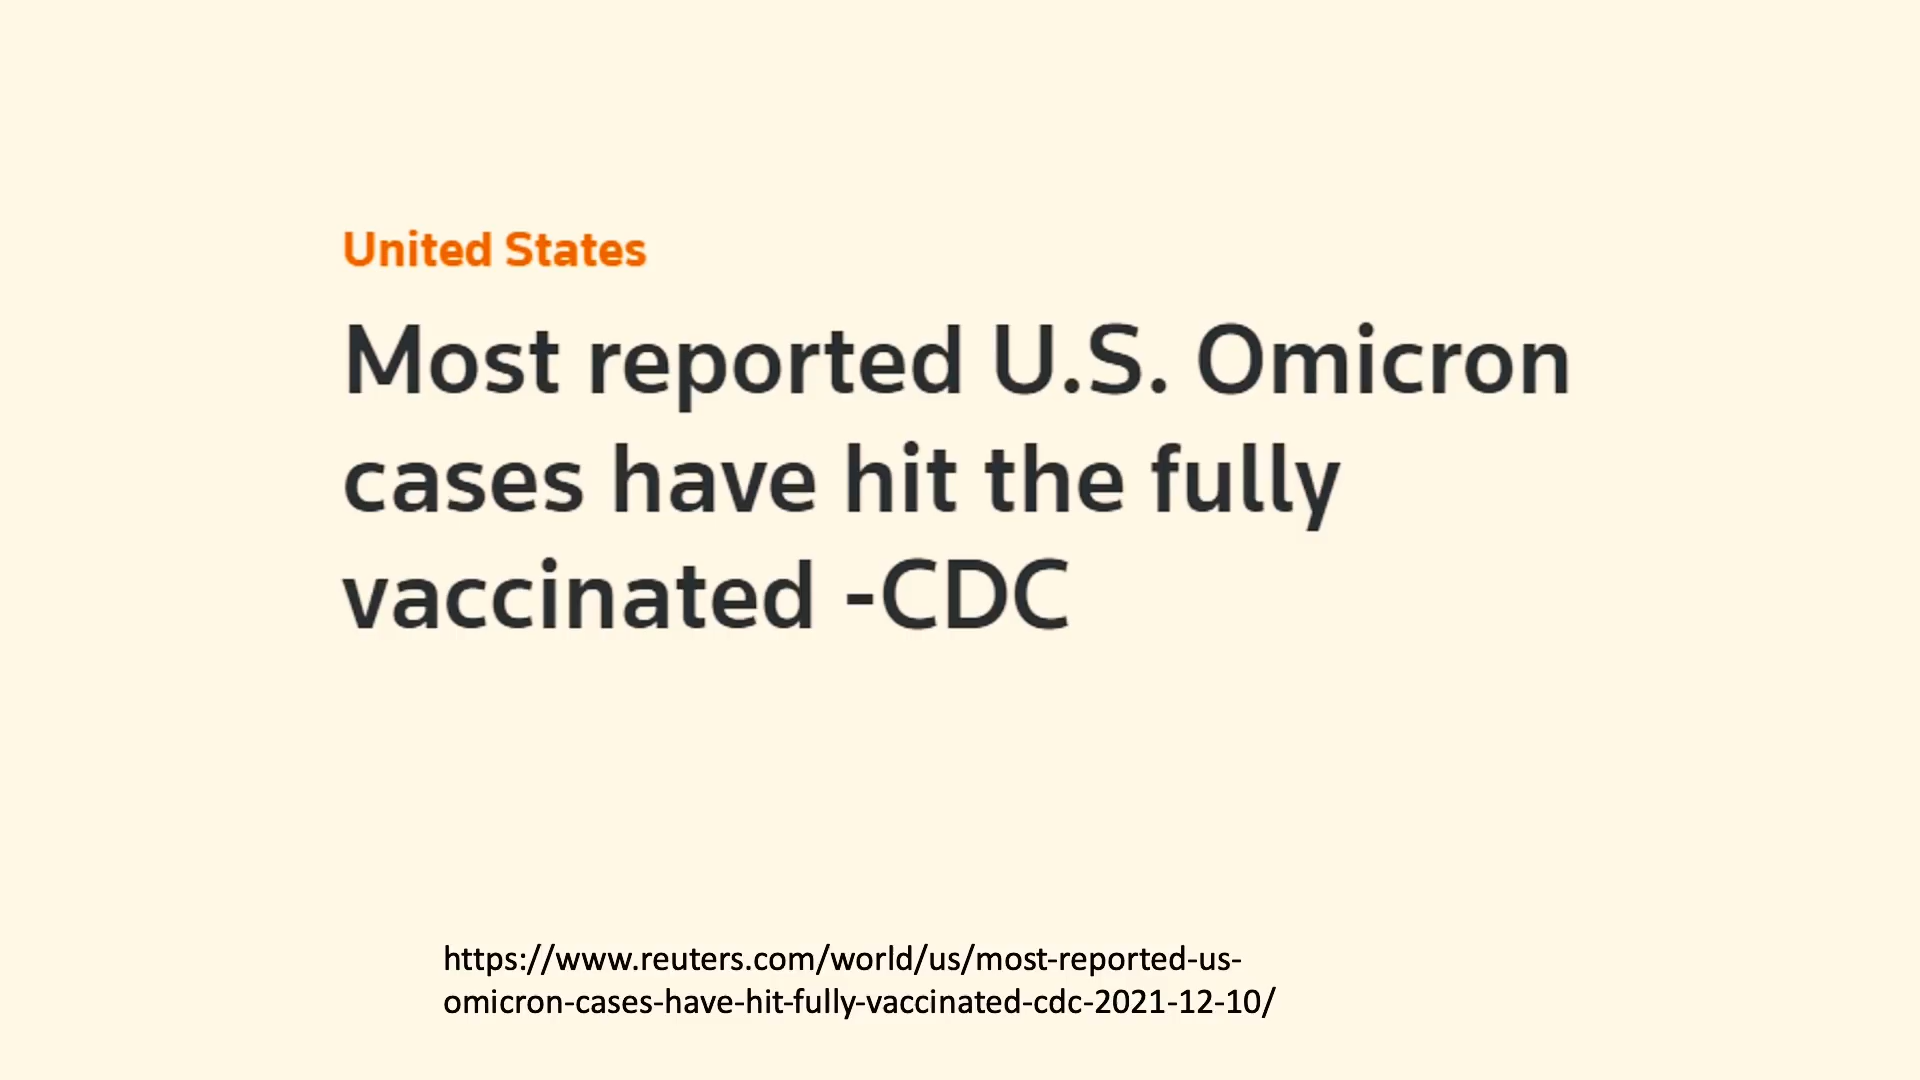 United States
Most reported U.S. Omicron
cases have hit the fully
vaccinated -CDC
https://www.reuters.com/world/us/most-reported-us-
omicron-cases-have-hit-fully-vaccinated-cdc-2021-12-10/